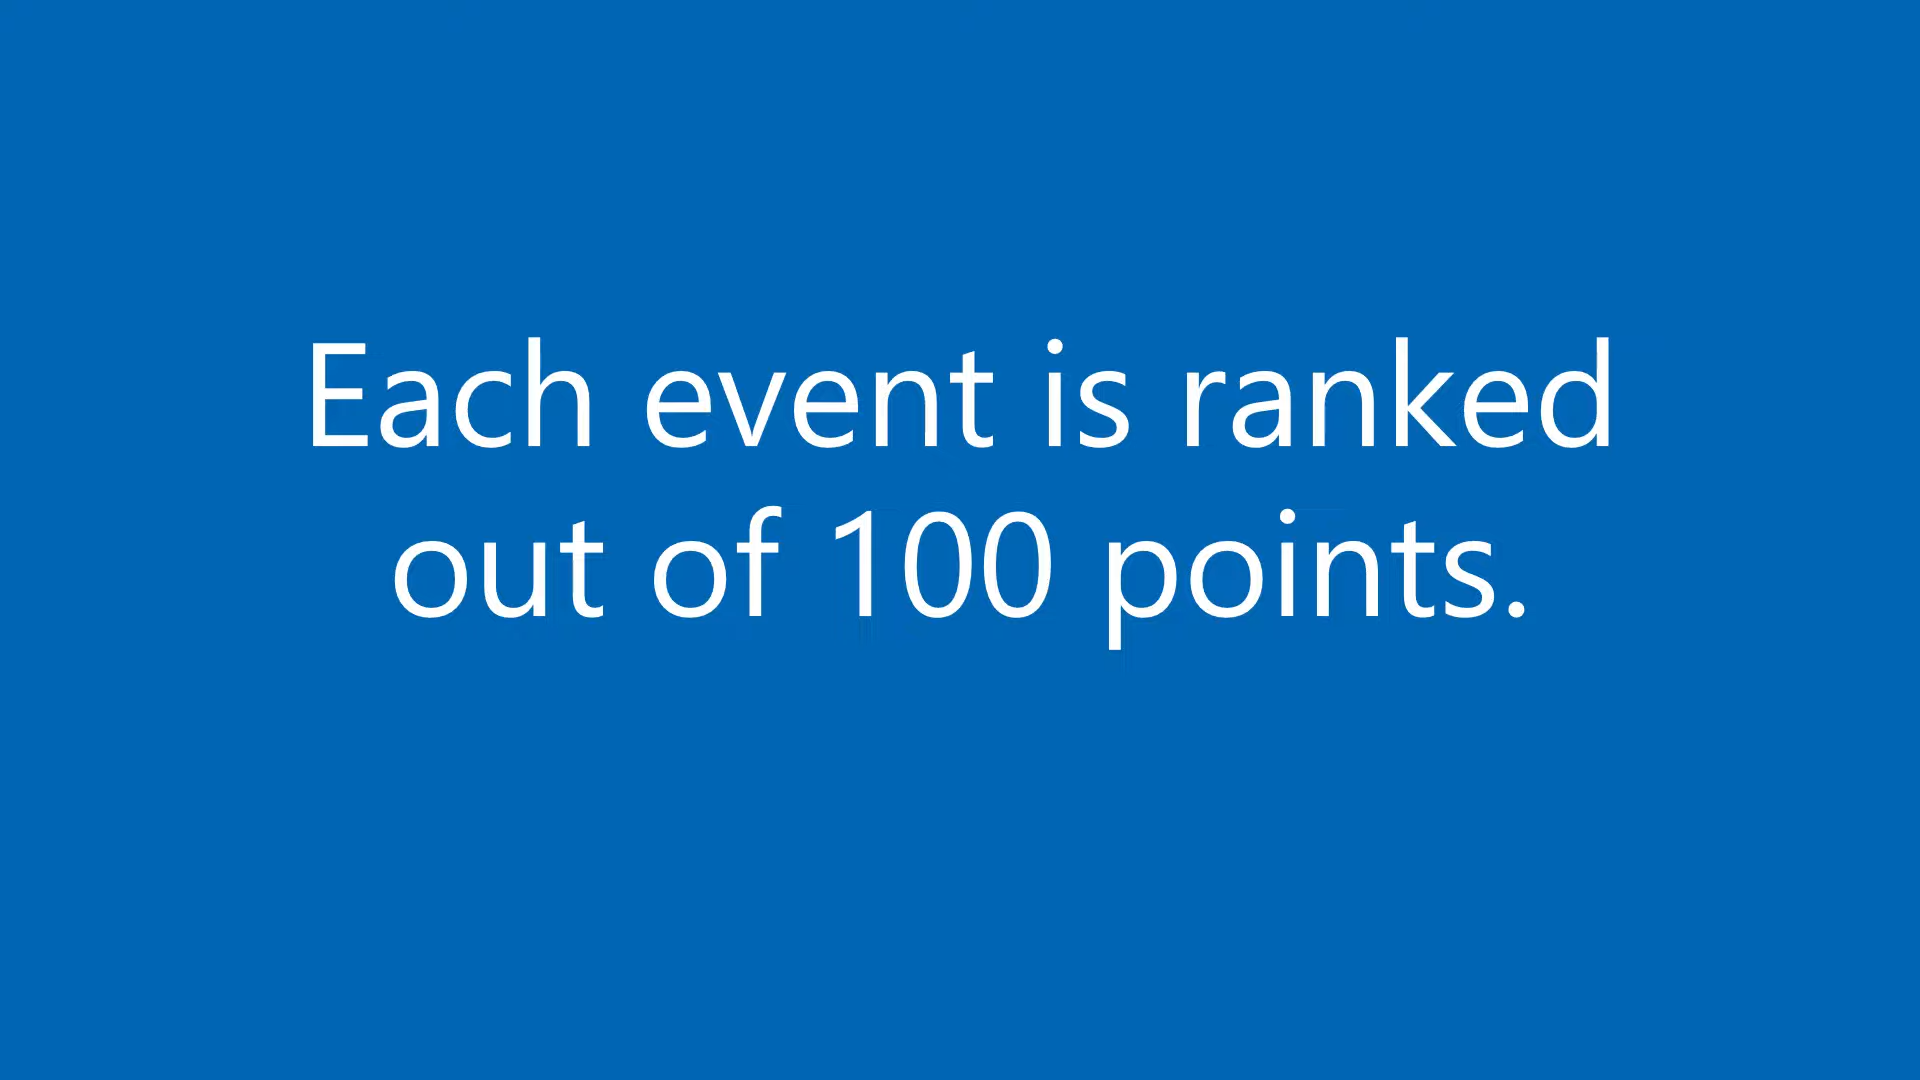 Each event is ranked
out of 100 points.